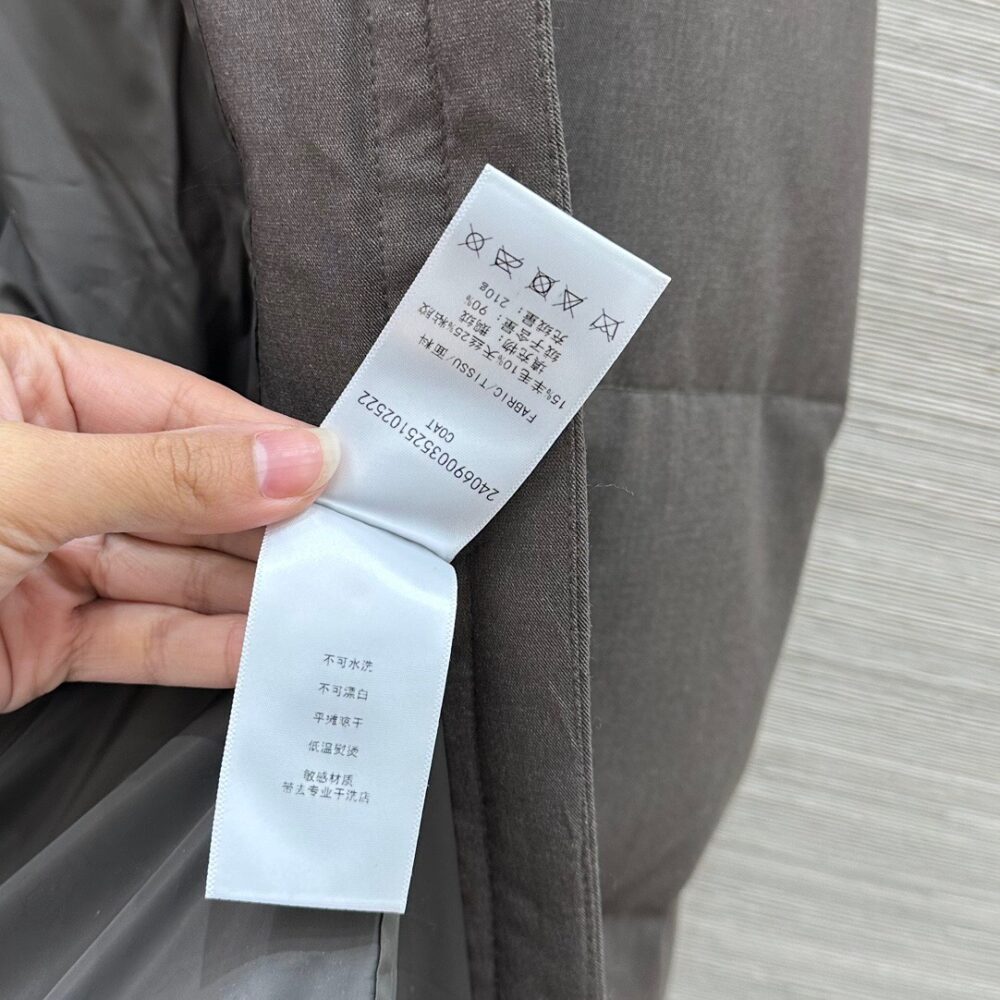 2406900352510252​2
COAT
FABRIC/TISSU/面料
15%羊毛10%天丝25%粘胶
填充物：鹅绒
绒子含量：90%
充绒量：210g
不可水洗
不可漂白
平摊晾干
低温熨烫
敏感材质
带去专业干洗店